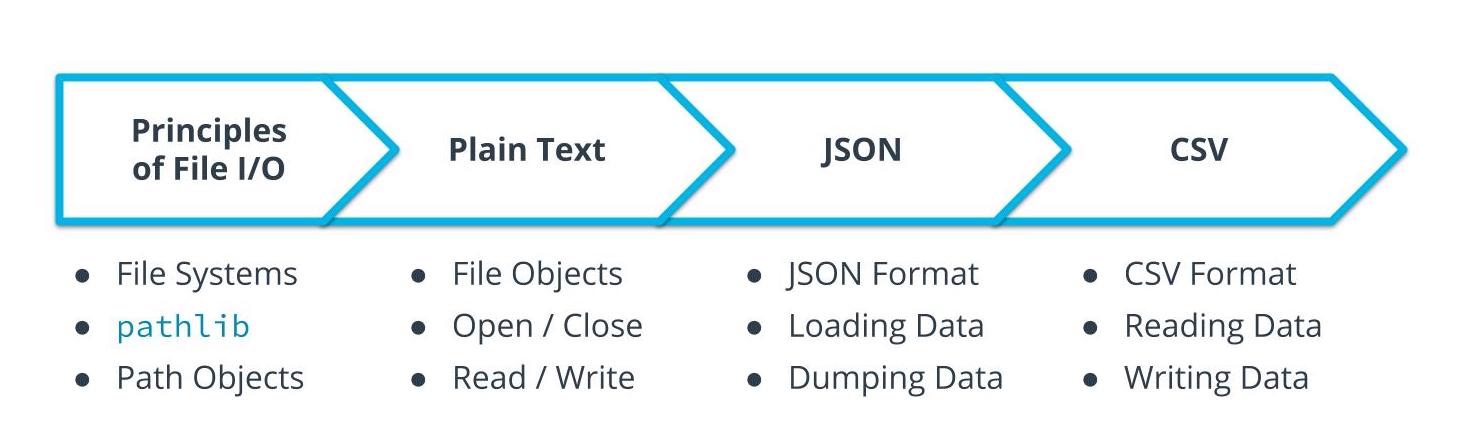 Principles
of File I/O
Plain Text
JSON
CSV
● File Systems
● pathlib
● Path Objects
● File Objects
● Open / Close
● Read / Write
● JSON Format
● Loading Data
● Dumping Data
● CSV Format
● Reading Data
● Writing Data